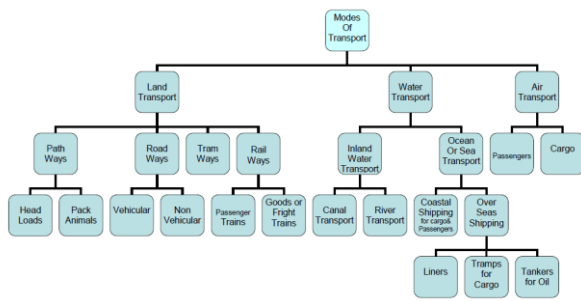 Modes
Of
Transport
Land
Transport
Water
Transport
Air
Transport
Path
Ways
Road
Ways
Tram
Ways
Rail
Ways
Inland
Water
Transport
Ocean
Or Sea
Transport
Passengers
Cargo
Head
Loads
Pack
Animals
Vehicular
Non
Vehicular
Passenger
Trains
Goods or
Fright
Trains
Canal
Transport
River
Transport
Coastal
Shipping
for cargo&
Passengers
Over
Seas
Shipping
Liners
Tramps
for
Cargo
Tankers
for Oil